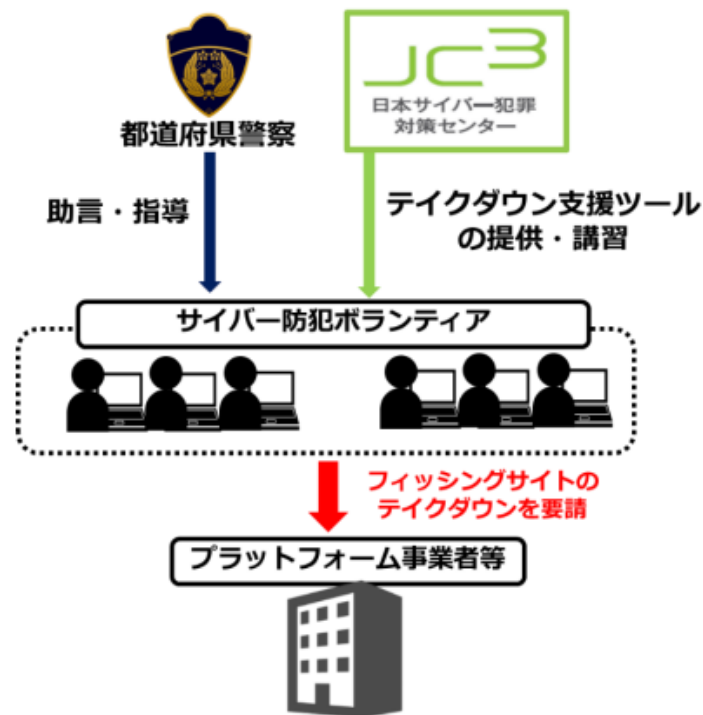 都道府県警察
JC3
日本サイバー犯罪
対策センター
助言・指導
テイクダウン支援ツール
の提供・講習
サイバー防犯ボランティア
フィッシングサイトの
テイクダウンを要請
プラットフォーム事業者等